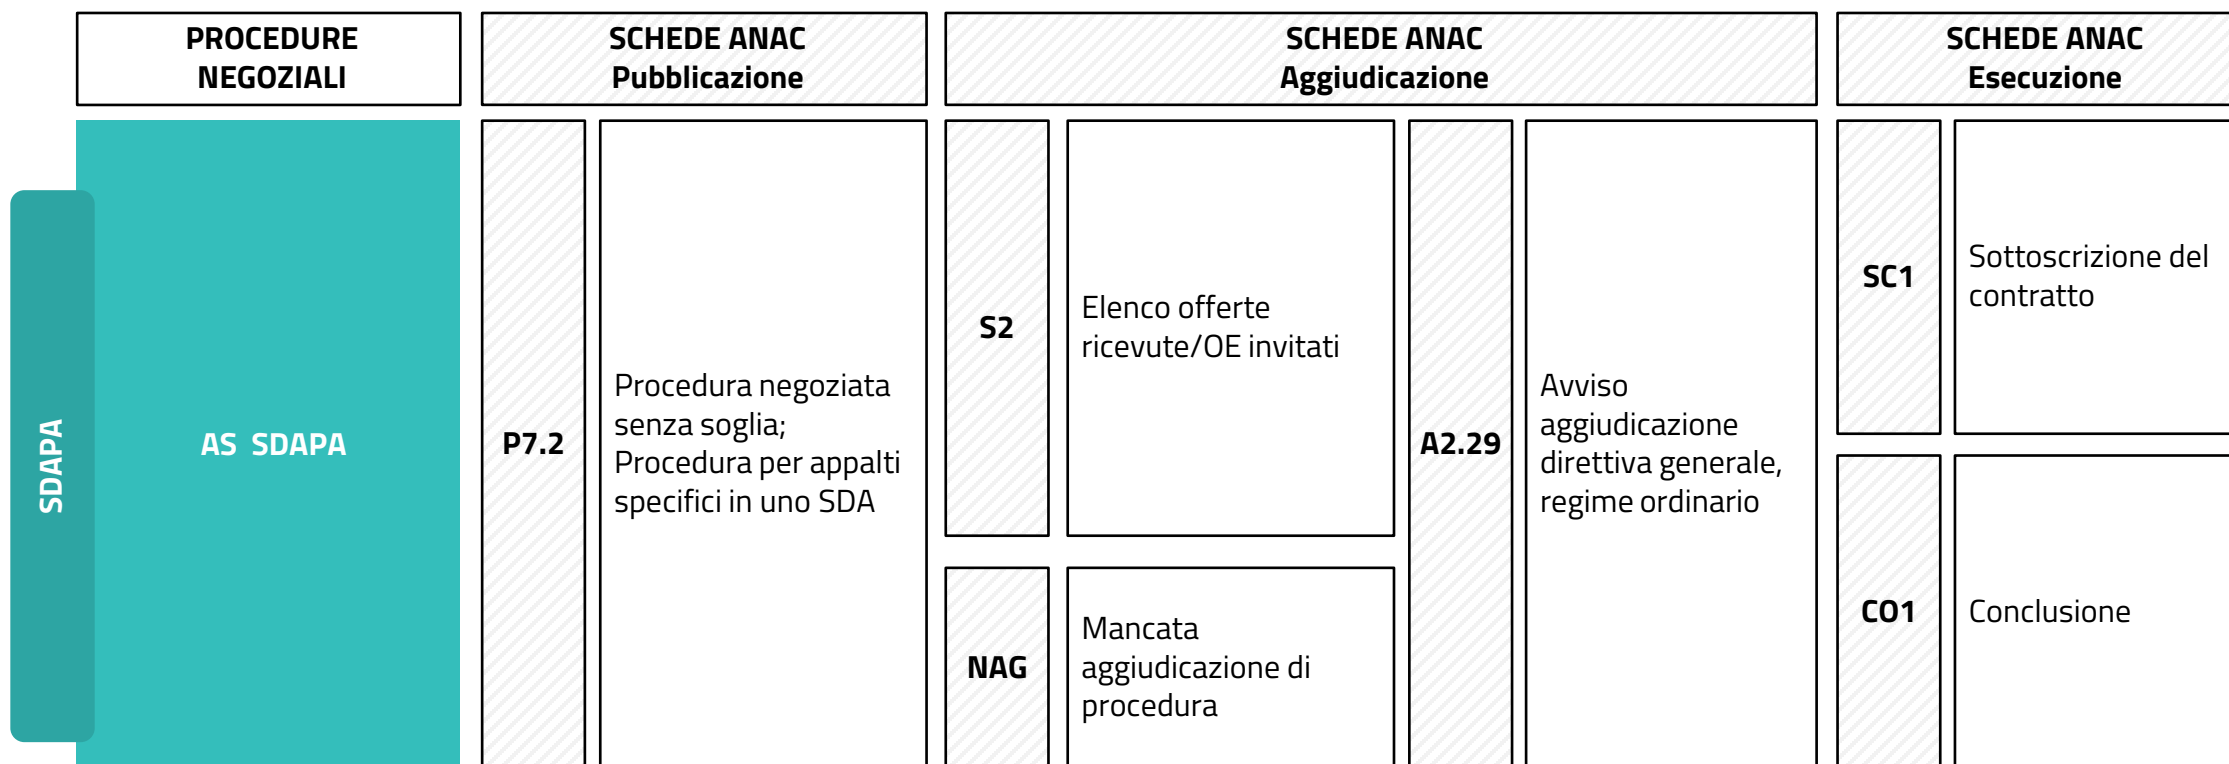 PROCEDURE
NEGOZIALI
SCHEDE ANAC
Pubblicazione
SCHEDE ANAC
Aggiudicazione
SCHEDE ANAC
Esecuzione
SDAPA
AS SDAPA
P7.2
Procedura negoziata
senza soglia;
Procedura per appalti
specifici in uno SDA
S2
Elenco offerte
ricevute/OE invitati
NAG
Mancata
aggiudicazione di
procedura
A2.29
Avviso
aggiudicazione
direttiva generale,
regime ordinario
SC1
Sottoscrizione del
contratto
CO1
Conclusione